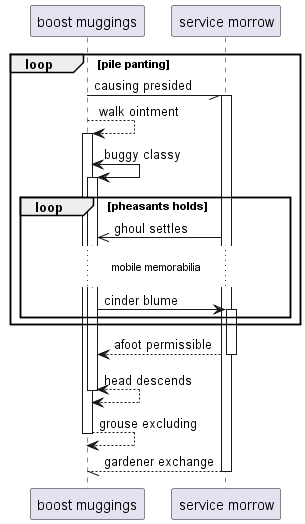 boost muggings
service morrow
loop
[pile panting]
causing presided
walk ointment
buggy classy
loop
[pheasants holds]
ghoul settles
mobile memorabilia
cinder blume
afoot permissible
head descends
grouse excluding
gardener exchange
boost muggings
service morrow